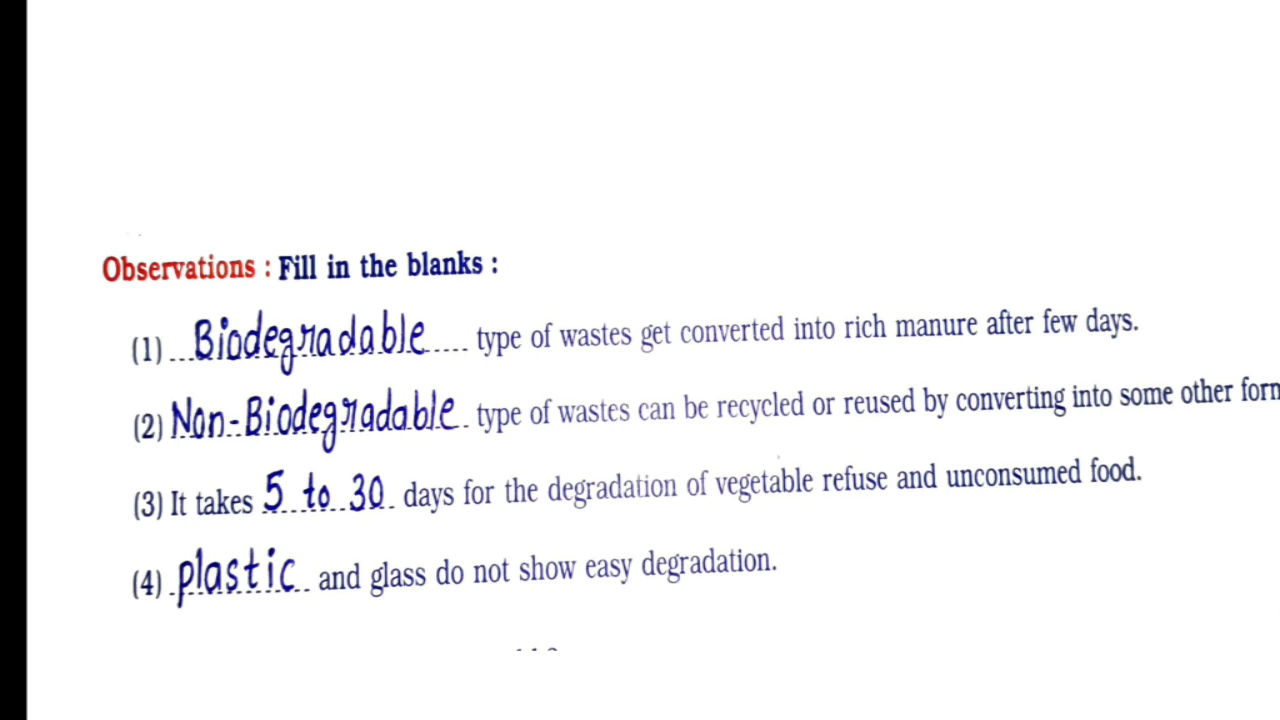 Observations : Fill in the blanks :
(1) Biodegradable type of wastes get converted into rich manure after few days.
(2) Non-Biodegradable type of wastes can be recycled or reused by converting into some other form
(3) It takes 5 to 30 days for the degradation of vegetable refuse and unconsumed food.
(4) plastic and glass do not show easy degradation.